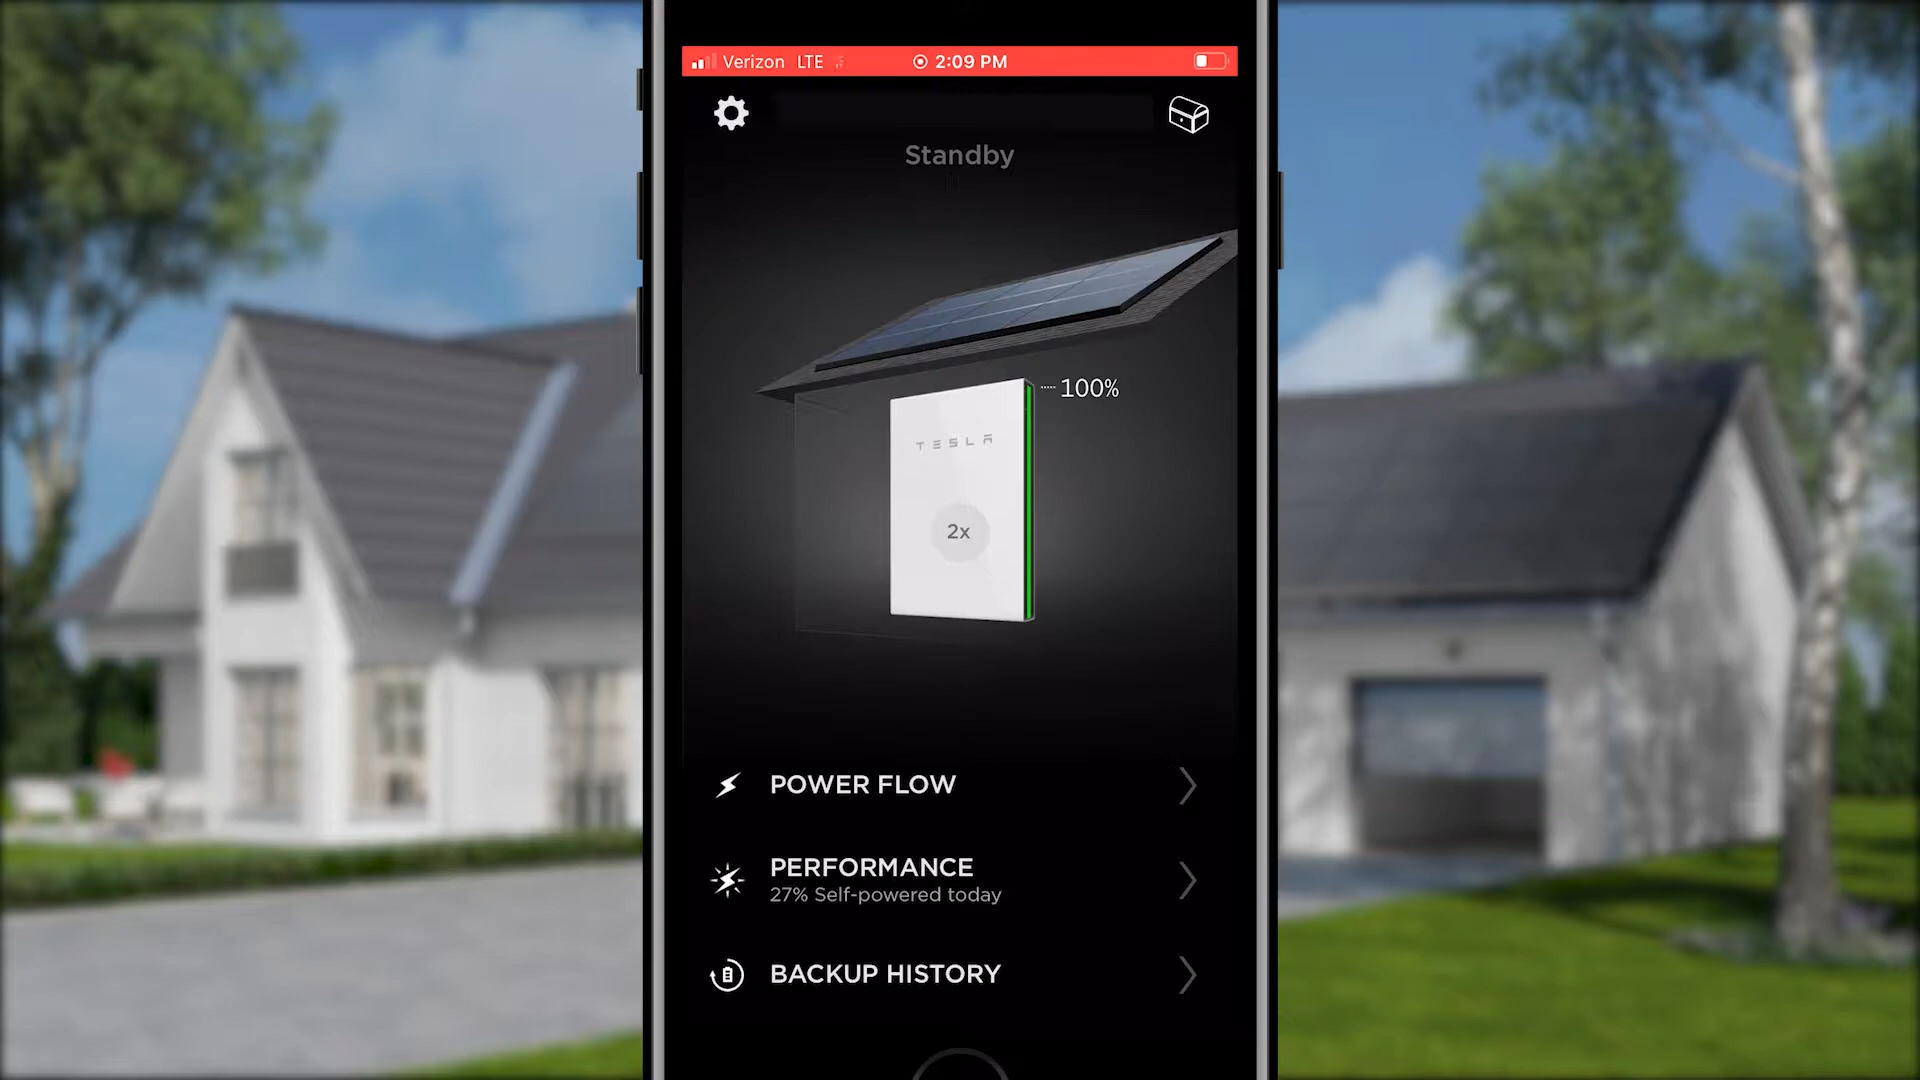 Verizon LTE 2:09 PM
Standby
100%
TESLA
2x
POWER FLOW
PERFORMANCE
27% Self-powered today
BACKUP HISTORY